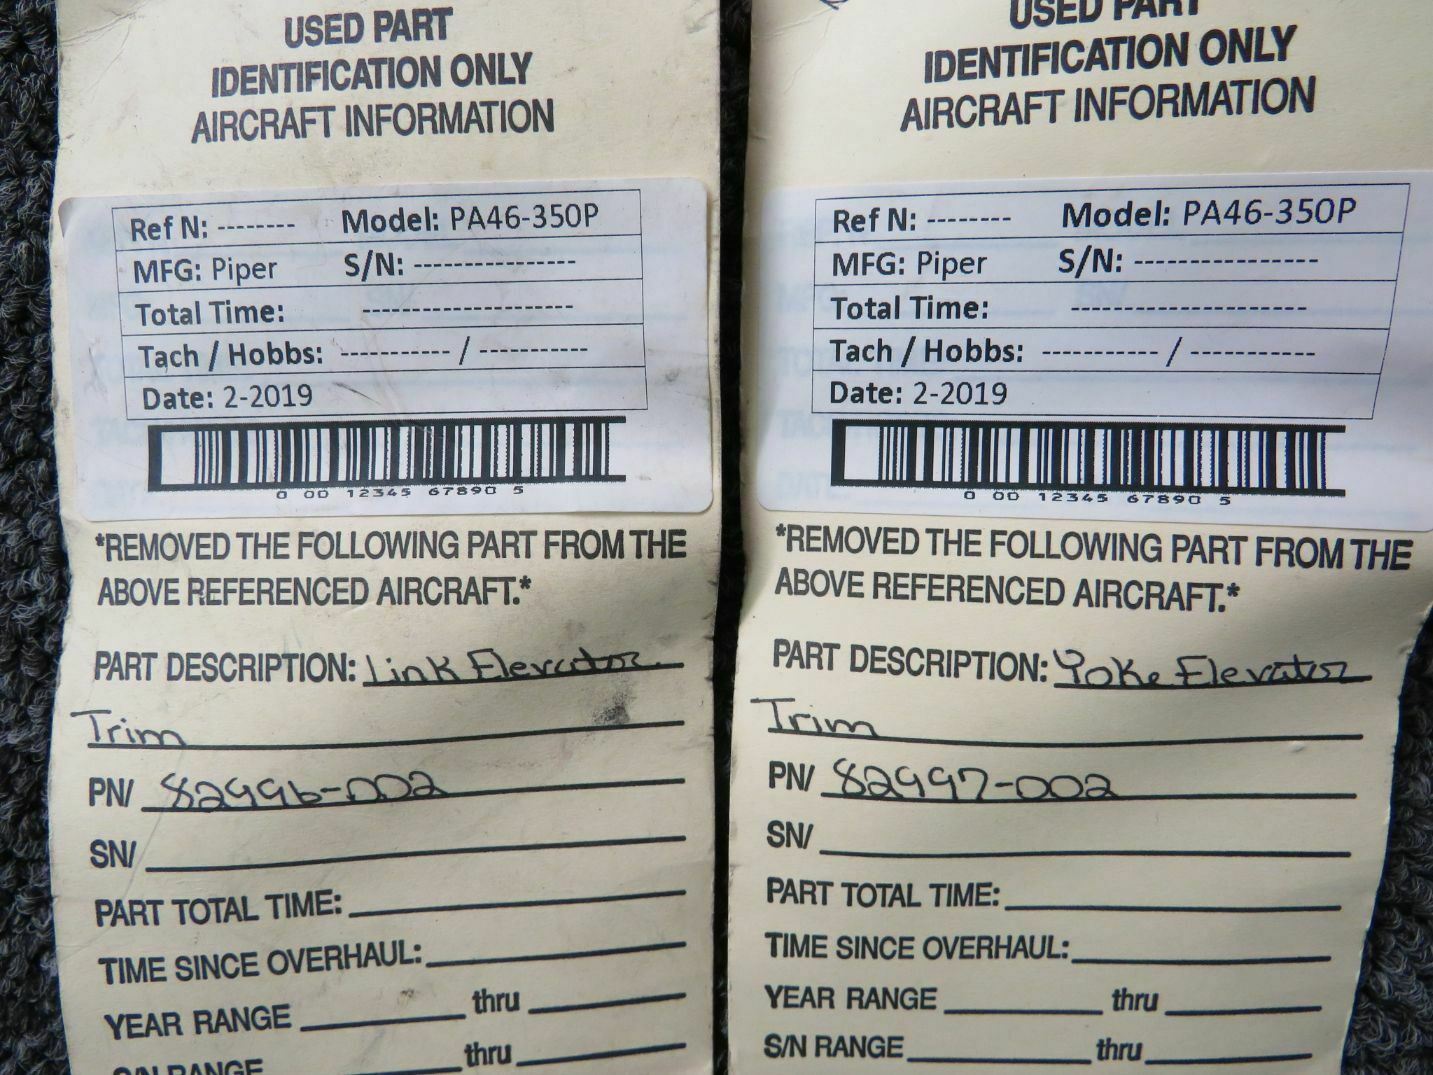 USED PART
IDENTIFICATION ONLY
AIRCRAFT INFORMATION
Ref N: -------- Model: PA46-350P
MFG: Piper S/N: ----------------
Total Time: ---------------------
Tach / Hobbs: ----------- / -----------
Date: 2-2019
0 00 12345 67890 5
*REMOVED THE FOLLOWING PART FROM THE
ABOVE REFERENCED AIRCRAFT.*
PART DESCRIPTION: Link Elevator
Trim
PN/ 82996-002
SN/
PART TOTAL TIME:
TIME SINCE OVERHAUL:
YEAR RANGE thru
S/N RANGE thru
USED PART
IDENTIFICATION ONLY
AIRCRAFT INFORMATION
Ref N: -------- Model: PA46-350P
MFG: Piper S/N: ----------------
Total Time: ---------------------
Tach / Hobbs: ----------- / -----------
Date: 2-2019
0 00 12345 67890 5
*REMOVED THE FOLLOWING PART FROM THE
ABOVE REFERENCED AIRCRAFT.*
PART DESCRIPTION: Yoke Elevator
Trim
PN/ 82997-002
SN/
PART TOTAL TIME:
TIME SINCE OVERHAUL:
YEAR RANGE thru
S/N RANGE thru